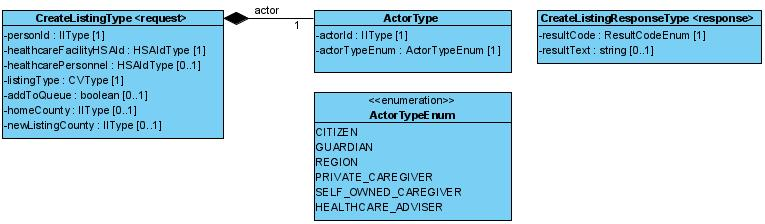 CreateListingType <request>
-personId : IIType [1]
-healthcareFacilityHSAId : HSAIdType [1]
-healthcarePersonnel : HSAIdType [0..1]
-listingType : CVType [1]
-addToQueue : boolean [0..1]
-homeCounty : IIType [0..1]
-newListingCounty : IIType [0..1]
actor
1
ActorType
-actorId : IIType [1]
-actorTypeEnum : ActorTypeEnum [1]
CreateListingResponseType <response>
-resultCode : ResultCodeEnum [1]
-resultText : string [0..1]
<<enumeration>>
ActorTypeEnum
CITIZEN
GUARDIAN
REGION
PRIVATE_CAREGIVER
SELF_OWNED_CAREGIVER
HEALTHCARE_ADVISER